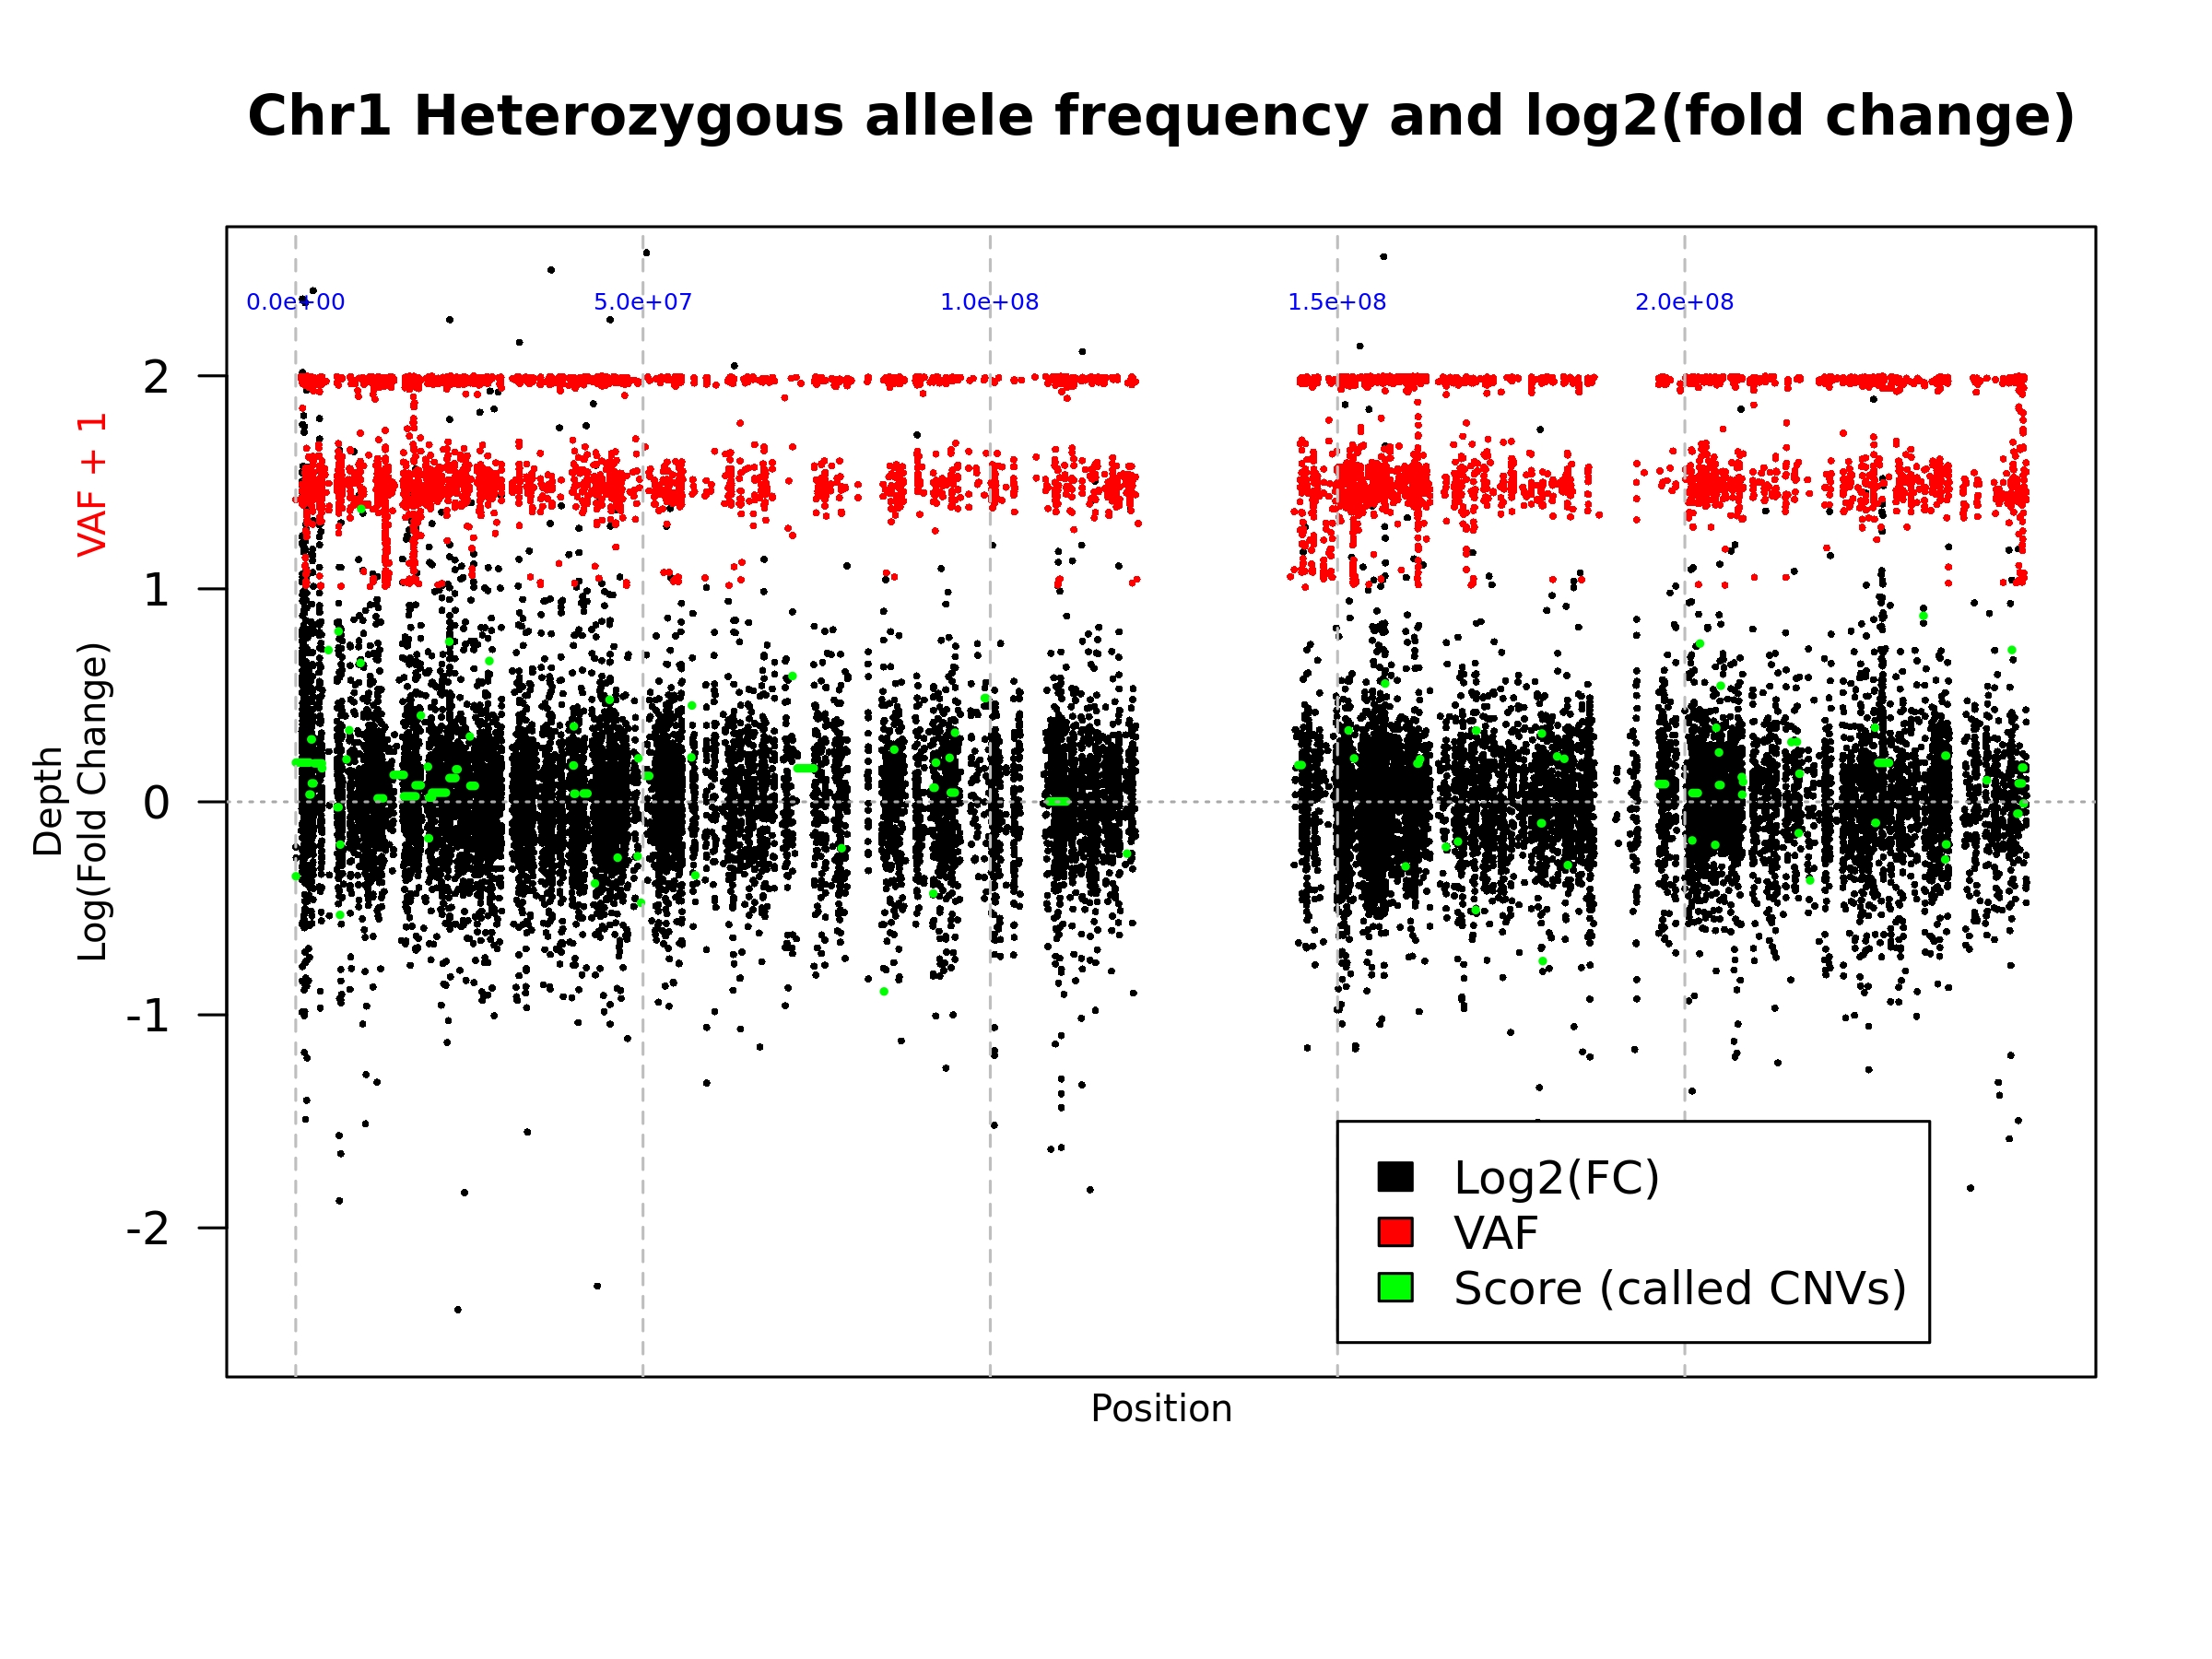 Chr1 Heterozygous allele frequency and log2(fold change)
0.0e+00 5.0e+07 1.0e+08 1.5e+08 2.0e+08
2
1
0
-1
-2
VAF + 1
Depth
Log(Fold Change)
Log2(FC)
VAF
Score (called CNVs)
Position